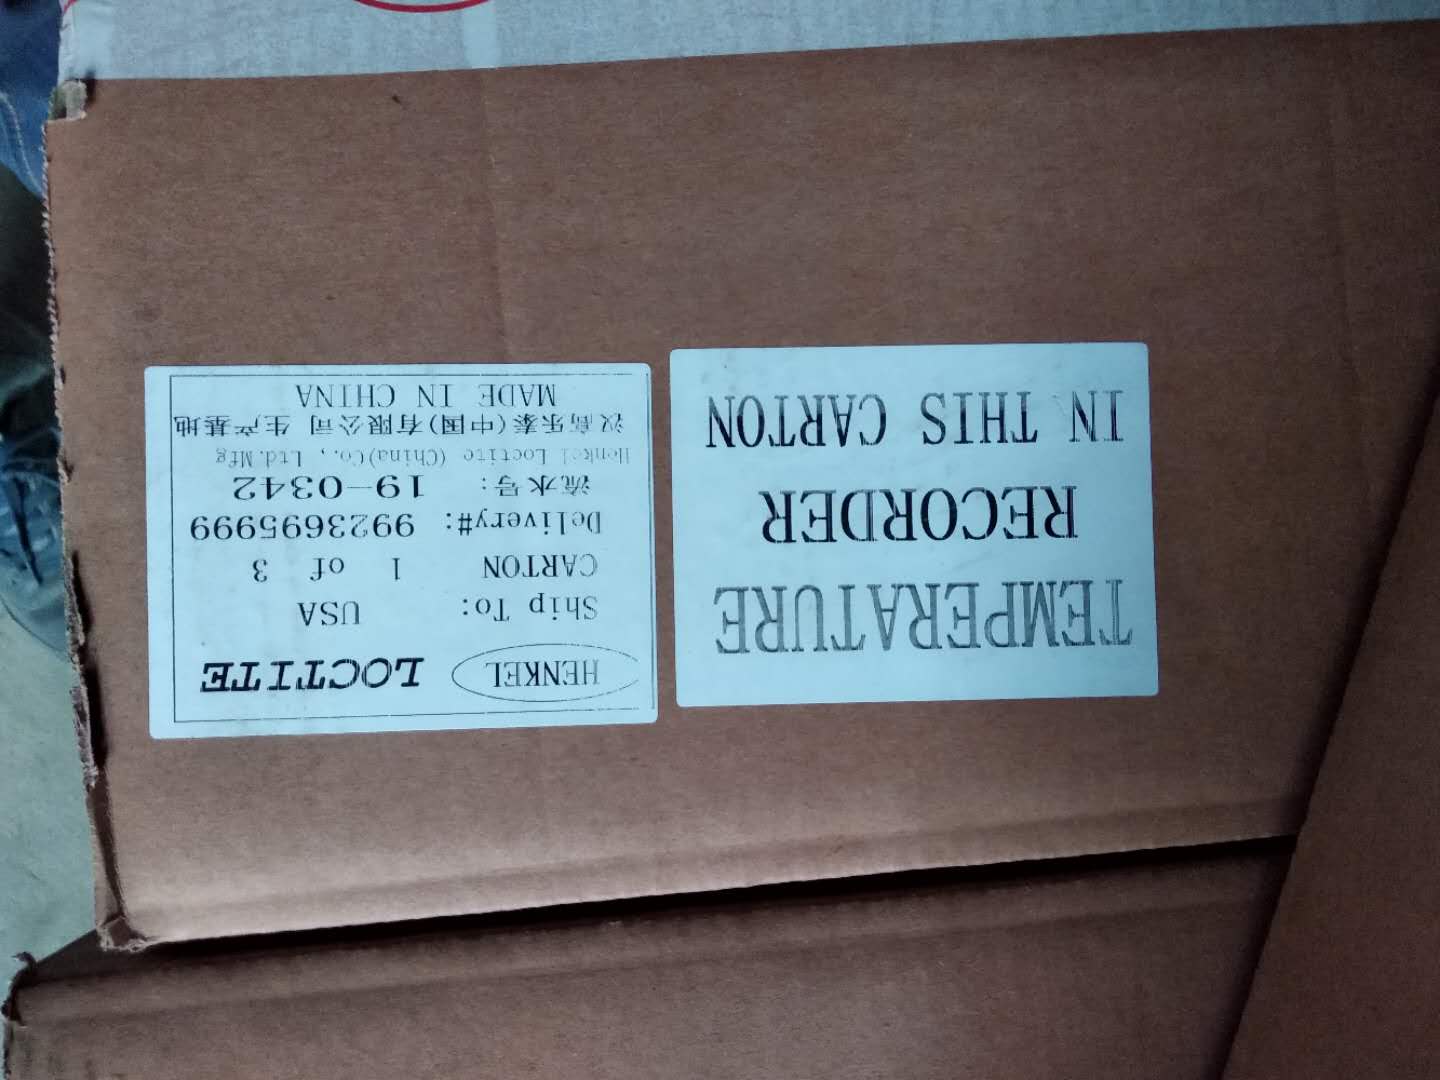 TEMPERATURE
RECORDER
IN THIS CARTON
HENKEL LOCTITE
Ship To: USA
CARTON 1 of 3
Delivery#: 9923695999
流水号: 19-0342
Henkel Loctite (China)Co., Ltd.Mfg
汉高乐泰(中国)有限公司 生产基地
MADE IN CHINA